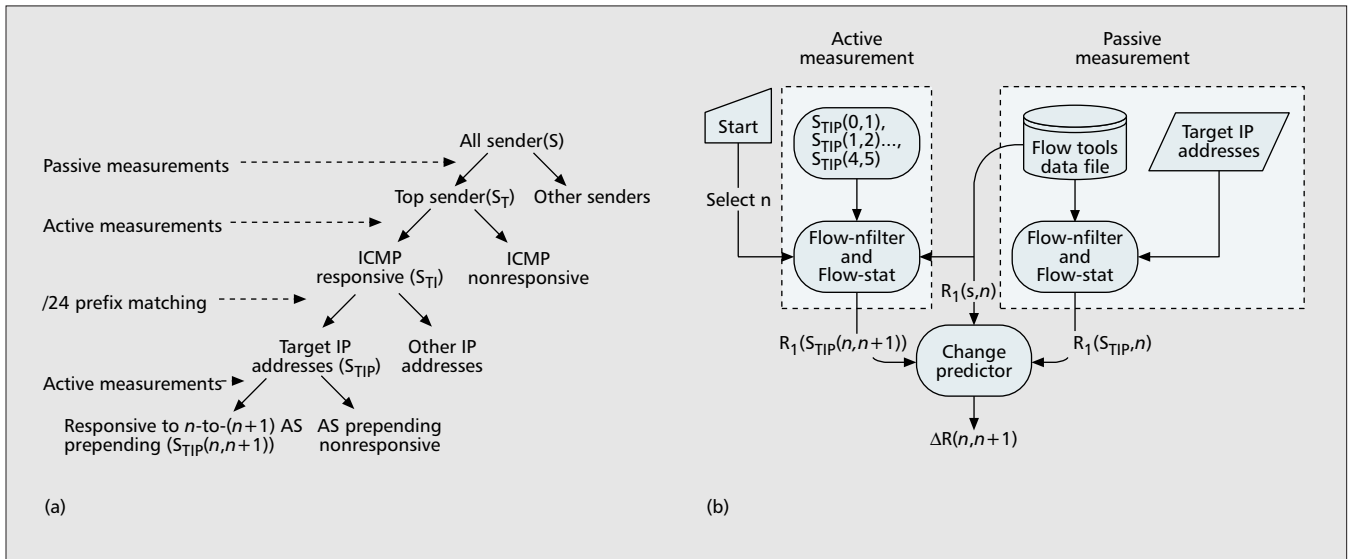 All sender(S)
Passive measurements
Top sender(S_T)
Other senders
Active measurements
ICMP
responsive (S_TI)
ICMP
nonresponsive
/24 prefix matching
Target IP
addresses (S_TIP)
Other IP
addresses
Active measurements
Responsive to n-to-(n+1) AS
prepending (S_TIP(n,n+1))
AS prepending
nonresponsive
(a)
Active
measurement
Passive
measurement
Start
S_TIP(0,1),
S_TIP(1,2)...,
S_TIP(4,5)
Flow tools
data file
Target IP
addresses
Select n
Flow-nfilter
and
Flow-stat
Flow-nfilter
and
Flow-stat
R_1(s,n)
R_1(S_TIP(n,n+1))
R_1(S_TIP,n)
Change
predictor
ΔR(n,n+1)
(b)